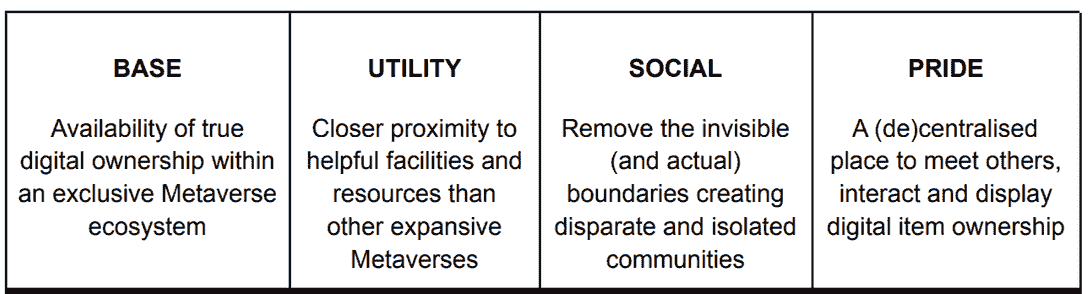 BASE
Availability of true
digital ownership within
an exclusive Metaverse
ecosystem
UTILITY
Closer proximity to
helpful facilities and
resources than
other expansive
Metaverses
SOCIAL
Remove the invisible
(and actual)
boundaries creating
disparate and isolated
communities
PRIDE
A (de)centralised
place to meet others,
interact and display
digital item ownership